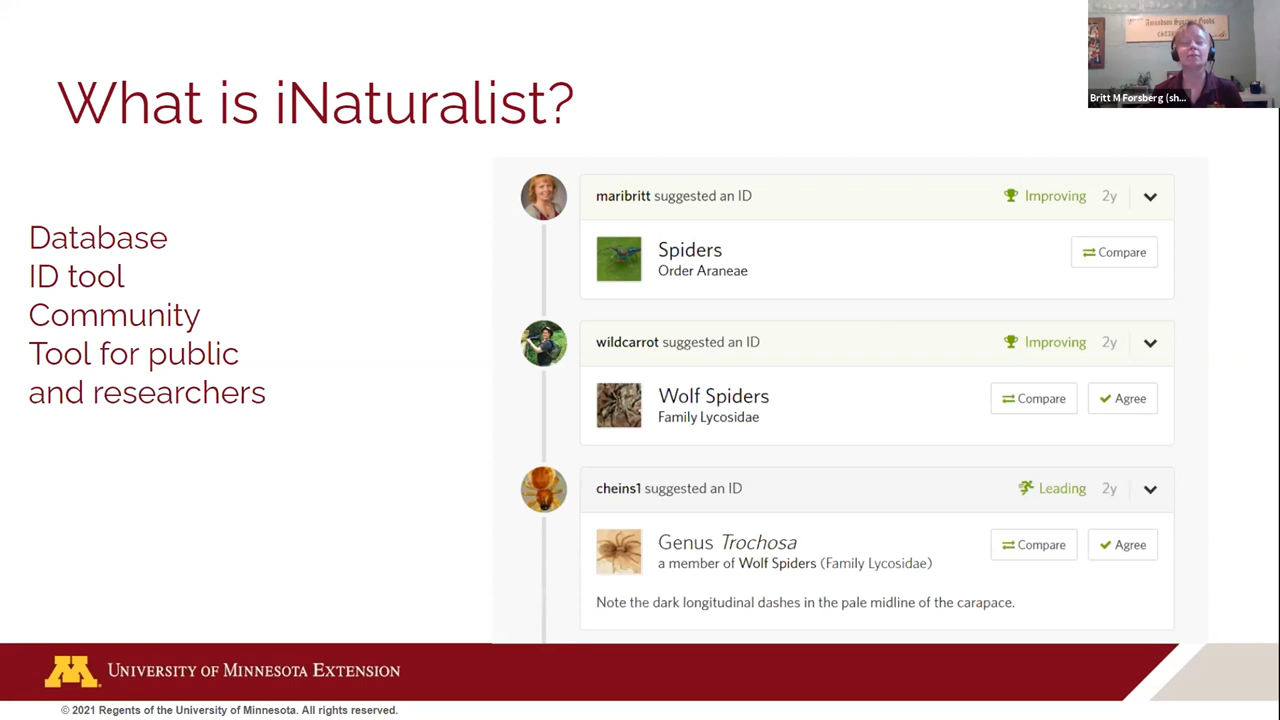 What is iNaturalist?
Britt M Forsberg (sh...
Database
ID tool
Community
Tool for public
and researchers
maribritt suggested an ID
Improving 2y
Spiders
Order Araneae
Compare
wildcarrot suggested an ID
Improving 2y
Wolf Spiders
Family Lycosidae
Compare
Agree
cheins1 suggested an ID
Leading 2y
Genus Trochosa
a member of Wolf Spiders (Family Lycosidae)
Compare
Agree
Note the dark longitudinal dashes in the pale midline of the carapace.
M
University of Minnesota Extension
© 2021 Regents of the University of Minnesota. All rights reserved.